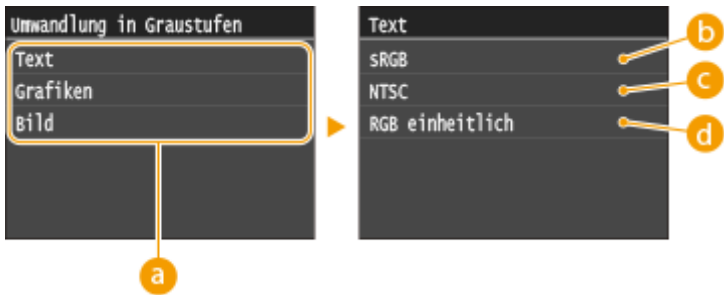 Umwandlung in Graustufen
Text
Grafiken
Bild
a
Text
sRGB
b
NTSC
c
RGB einheitlich
d